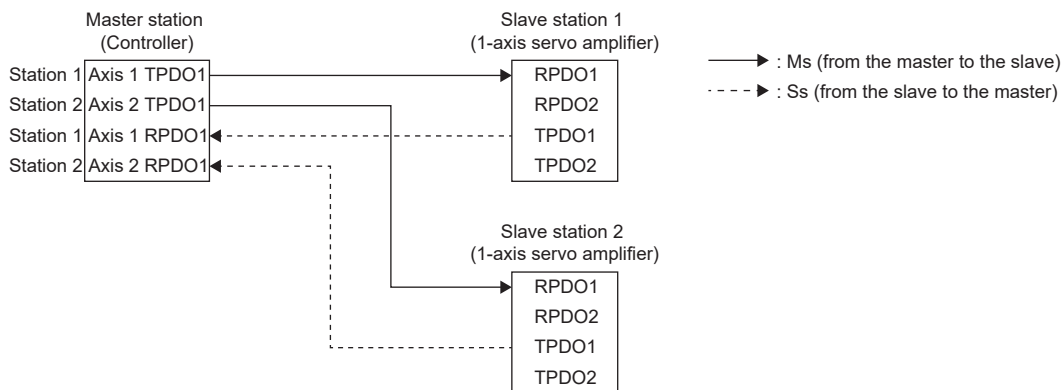 Master station
(Controller)
Slave station 1
(1-axis servo amplifier)
Station 1 Axis 1 TPDO1
Station 2 Axis 2 TPDO1
Station 1 Axis 1 RPDO1
Station 2 Axis 2 RPDO1
RPDO1
RPDO2
TPDO1
TPDO2
: Ms (from the master to the slave)
: Ss (from the slave to the master)
Slave station 2
(1-axis servo amplifier)
RPDO1
RPDO2
TPDO1
TPDO2